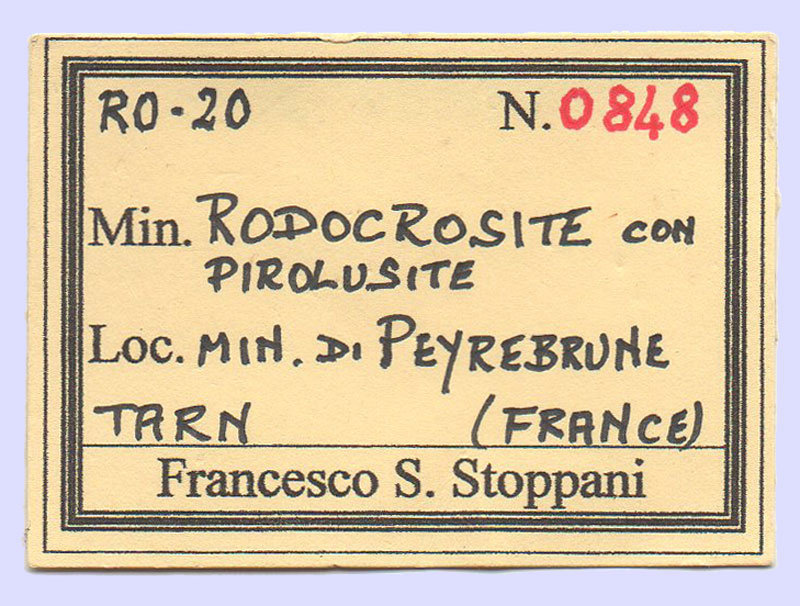 RO-20 N.0848
Min. RODOCROSITE CON
PIROLUSITE
Loc. MIN. DI PEYREBRUNE
TARN (FRANCE)
Francesco S. Stoppani